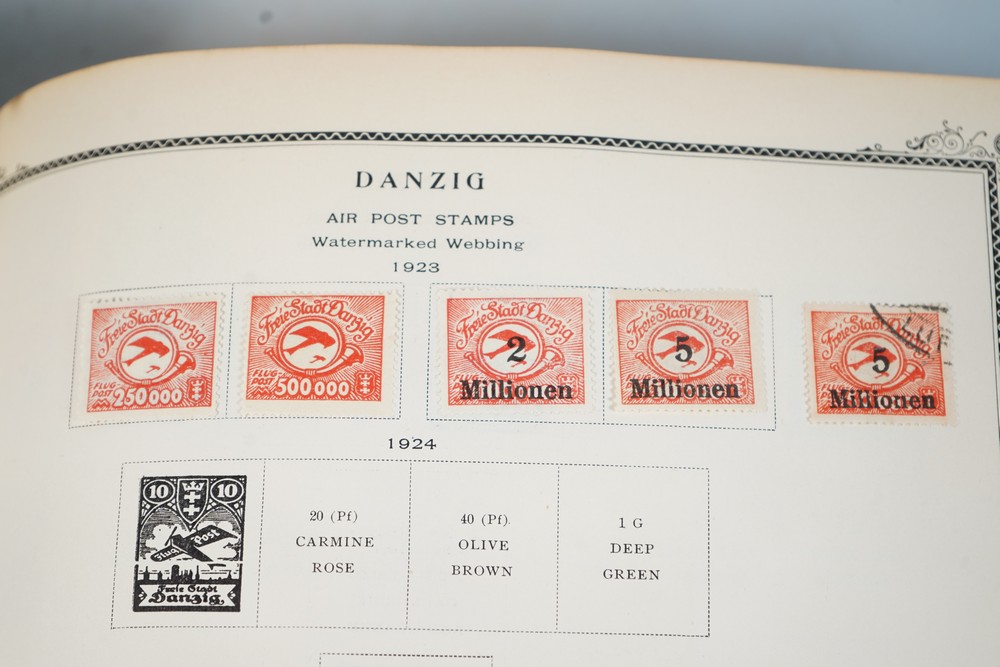 DANZIG
AIR POST STAMPS
Watermarked Webbing
1923
Freie Stadt Danzig
FLUG-
POST 250000
Freie Stadt Danzig
FLUG-
POST 500000
Freie Stadt Danzig
2
Millionen
Freie Stadt Danzig
5
Millionen
Freie Stadt Danzig
5
Millionen
1924
10 10
Flug Post
Freie Stadt
Danzig
20 (Pf)
CARMINE
ROSE
40 (Pf).
OLIVE
BROWN
1 G
DEEP
GREEN